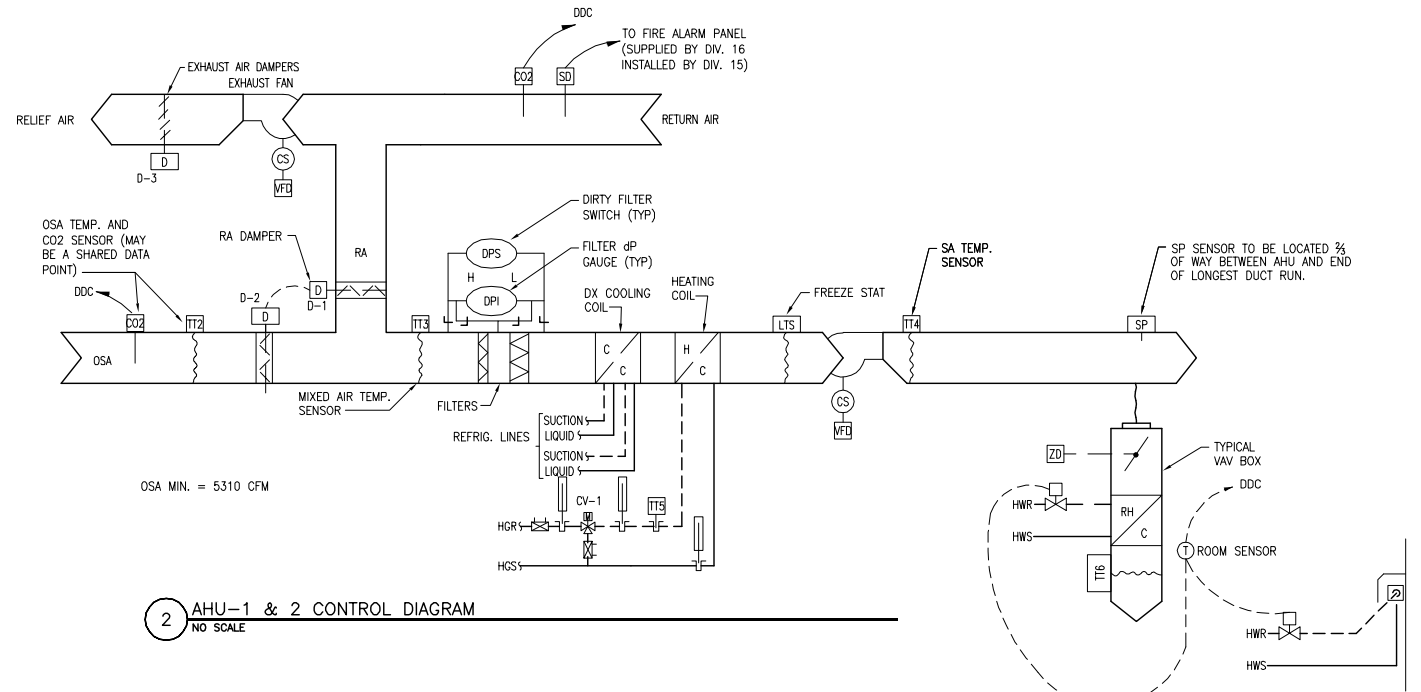 DDC
TO FIRE ALARM PANEL
(SUPPLIED BY DIV. 16
INSTALLED BY DIV. 15)
EXHAUST AIR DAMPERS
EXHAUST FAN
CO2
SD
RELIEF AIR
RETURN AIR
D
D-3
CS
VFD
OSA TEMP. AND
CO2 SENSOR (MAY
BE A SHARED DATA
POINT)
DDC
RA DAMPER
RA
D-2
D
D
D-1
DIRTY FILTER
SWITCH (TYP)
FILTER dP
GAUGE (TYP)
DPS
H L
DPI
DX COOLING
COIL
HEATING
COIL
FREEZE STAT
SA TEMP.
SENSOR
SP SENSOR TO BE LOCATED ⅔
OF WAY BETWEEN AHU AND END
OF LONGEST DUCT RUN.
CO2
TT2
TT3
LTS
TT4
SP
OSA
C
C
H
C
MIXED AIR TEMP.
SENSOR
FILTERS
CS
VFD
REFRIG. LINES
SUCTION
LIQUID
SUCTION
LIQUID
OSA MIN. = 5310 CFM
CV-1
M
TT5
HGR
HGS
ZD
TYPICAL
VAV BOX
DDC
HWR
RH
C
HWS
TT6
T
ROOM SENSOR
HWR
HWS
2
AHU-1 & 2 CONTROL DIAGRAM
NO SCALE